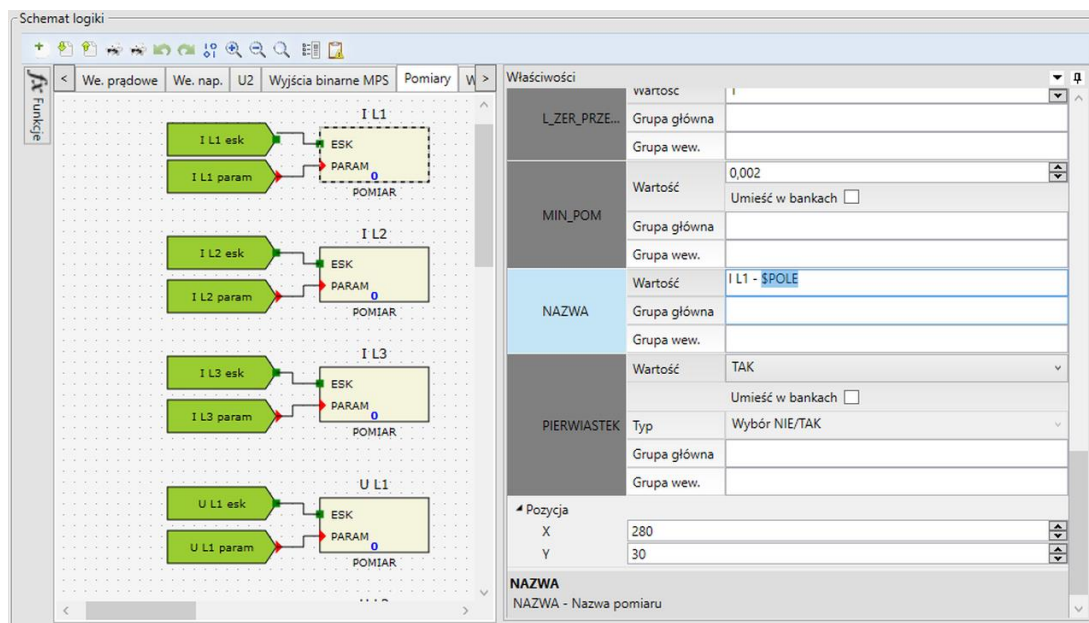 Schemat logiki
Funkcje
We. prądowe
We. nap.
U2
Wyjścia binarne MPS
Pomiary
I L1
I L1 esk
ESK
I L1 param
PARAM
0
POMIAR
I L2
I L2 esk
ESK
I L2 param
PARAM
0
POMIAR
I L3
I L3 esk
ESK
I L3 param
PARAM
0
POMIAR
U L1
U L1 esk
ESK
U L1 param
PARAM
0
POMIAR
Właściwości
L_ZER_PRZE...
Wartość
Grupa główna
Grupa wew.
MIN_POM
Wartość
0,002
Umieść w bankach
Grupa główna
Grupa wew.
NAZWA
Wartość
I L1 - $POLE
Grupa główna
Grupa wew.
PIERWIASTEK
Wartość
TAK
Umieść w bankach
Typ
Wybór NIE/TAK
Grupa główna
Grupa wew.
Pozycja
X
280
Y
30
NAZWA
NAZWA - Nazwa pomiaru